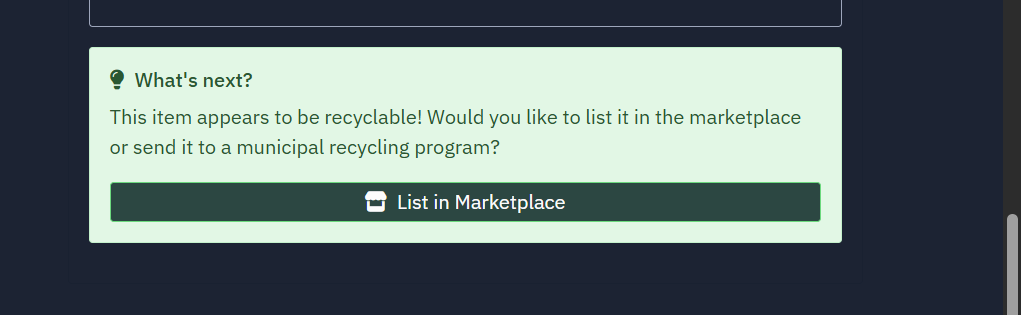 What's next?
This item appears to be recyclable! Would you like to list it in the marketplace
or send it to a municipal recycling program?
List in Marketplace